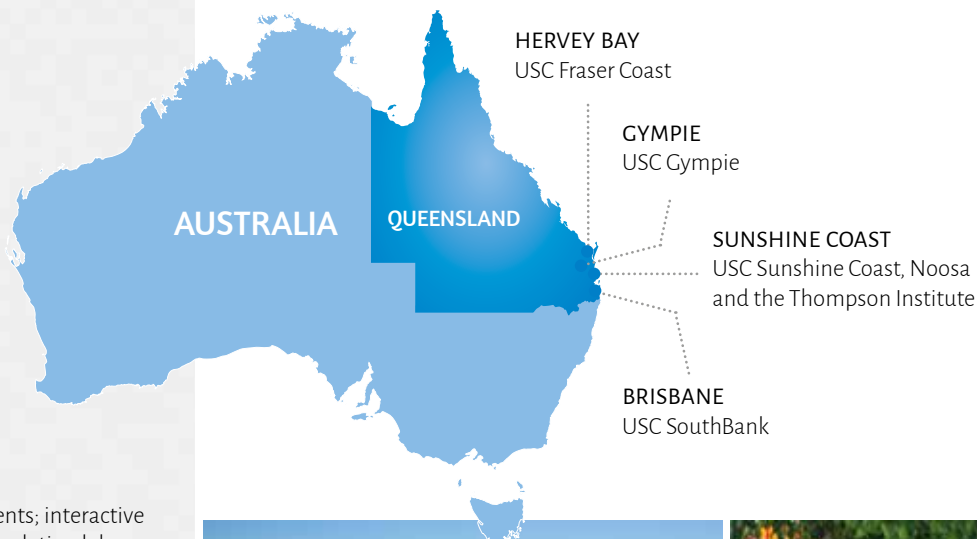 HERVEY BAY
USC Fraser Coast
GYMPIE
USC Gympie
AUSTRALIA
QUEENSLAND
SUNSHINE COAST
USC Sunshine Coast, Noosa
and the Thompson Institute
BRISBANE
USC SouthBank
ents; interactive